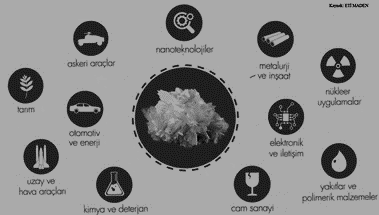 Kaynak: ETİ MADEN
nanoteknolojiler
askeri araçlar
metalurji
ve inşaat
nükleer
uygulamalar
tarım
otomotiv
ve enerji
elektronik
ve iletişim
uzay ve
hava araçları
kimya ve deterjan
cam sanayi
yakıtlar ve
polimerik malzemeler